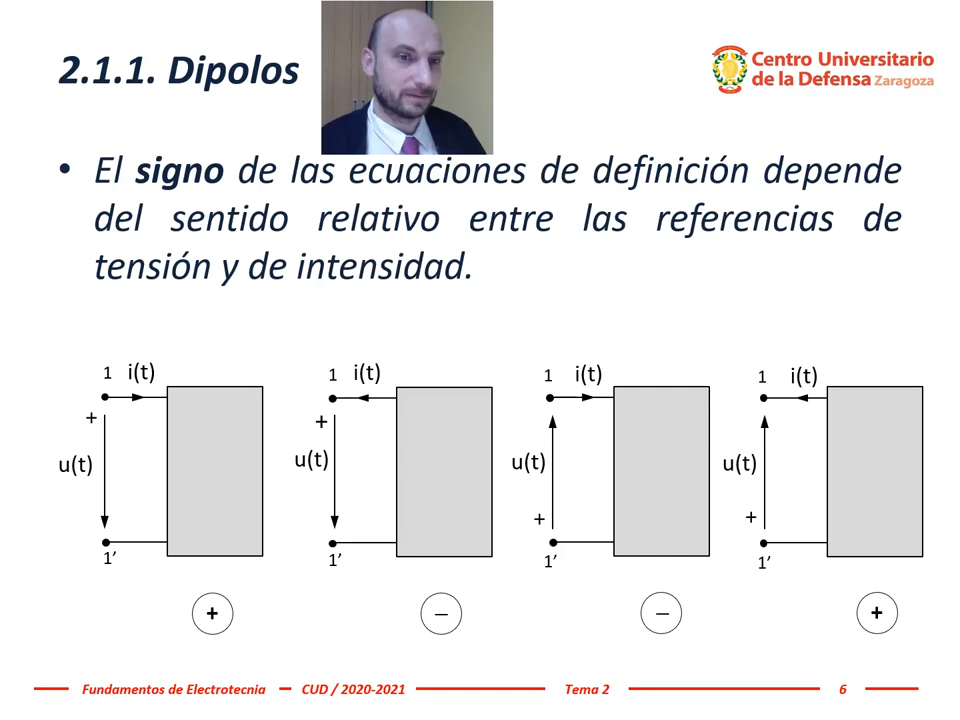 2.1.1. Dipolos
Centro Universitario
de la Defensa Zaragoza
• El signo de las ecuaciones de definición depende
del sentido relativo entre las referencias de
tensión y de intensidad.
1 i(t)
+
u(t)
1’
+
1 i(t)
+
u(t)
1’
–
1 i(t)
u(t)
+
1’
–
1 i(t)
u(t)
+
1’
+
Fundamentos de Electrotecnia CUD / 2020-2021 Tema 2 6